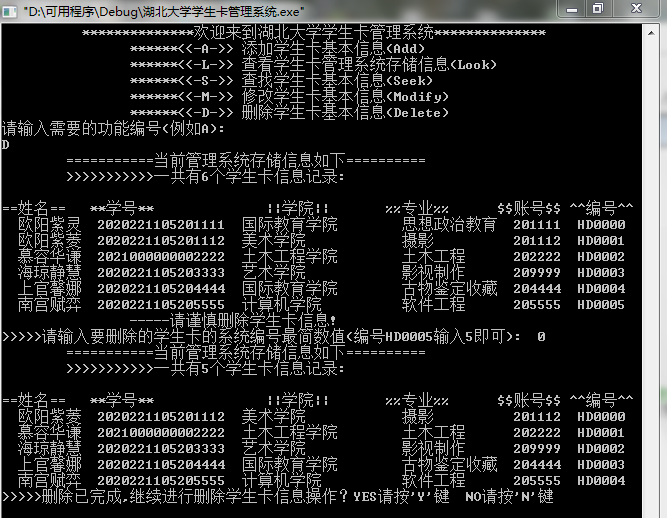 "D:\可用程序\Debug\湖北大学学生卡管理系统.exe"
**************欢迎来到湖北大学学生卡管理系统**************
******<<-A->> 添加学生卡基本信息(Add)
******<<-L->> 查看学生卡管理系统存储信息(Look)
******<<-S->> 查找学生卡基本信息(Seek)
******<<-M->> 修改学生卡基本信息(Modify)
******<<-D->> 删除学生卡基本信息(Delete)
请输入需要的功能编号(例如A):
D
===========当前管理系统存储信息如下==========
>>>>>>>>>>>一共有6个学生卡信息记录:
==姓名== **学号** ||学院|| %%专业%% $$账号$$ ^^编号^^
欧阳紫灵 2020221105201111 国际教育学院 思想政治教育 201111 HD0000
欧阳紫菱 2020221105201112 美术学院 摄影 201112 HD0001
慕容华谦 2021000000002222 土木工程学院 土木工程 202222 HD0002
海琼静慧 2020221105203333 艺术学院 影视制作 209999 HD0003
上官馨娜 2020221105204444 国际教育学院 古物鉴定收藏 204444 HD0004
南宫赋弈 2020221105205555 计算机学院 软件工程 205555 HD0005
-----请谨慎删除学生卡信息!
>>>>>请输入要删除的学生卡的系统编号最简数值(编号HD0005输入5即可): 0
===========当前管理系统存储信息如下==========
>>>>>>>>>>>一共有5个学生卡信息记录:
==姓名== **学号** ||学院|| %%专业%% $$账号$$ ^^编号^^
欧阳紫菱 2020221105201112 美术学院 摄影 201112 HD0000
慕容华谦 2021000000002222 土木工程学院 土木工程 202222 HD0001
海琼静慧 2020221105203333 艺术学院 影视制作 209999 HD0002
上官馨娜 2020221105204444 国际教育学院 古物鉴定收藏 204444 HD0003
南宫赋弈 2020221105205555 计算机学院 软件工程 205555 HD0004
>>>>>删除已完成.继续进行删除学生卡信息操作? YES请按'Y'键 NO请按'N'键